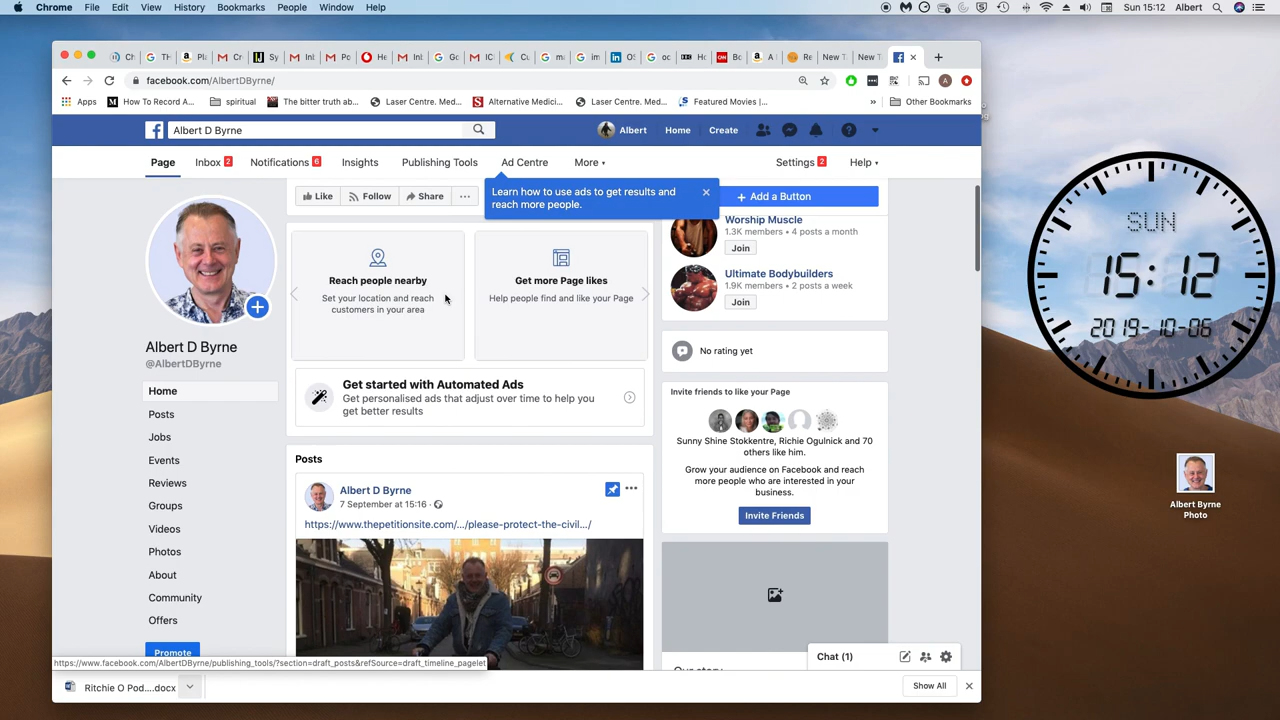 Chrome File Edit View History Bookmarks People Window Help
Sun 15:12 Albert
facebook.com/AlbertDByrne/
Apps
How To Record A...
spiritual
The bitter truth ab...
Laser Centre. Med...
Alternative Medici...
Laser Centre. Med...
Featured Movies |...
»
Other Bookmarks
Albert D Byrne
Albert Home Create
Page Inbox 2 Notifications 6 Insights Publishing Tools Ad Centre More Settings 2 Help
Like Follow Share ...
Learn how to use ads to get results and
reach more people.
+ Add a Button
Worship Muscle
1.3K members • 4 posts a month
Join
Ultimate Bodybuilders
1.9K members • 2 posts a week
Join
Reach people nearby
Set your location and reach
customers in your area
Get more Page likes
Help people find and like your Page
Albert D Byrne
@AlbertDByrne
No rating yet
Get started with Automated Ads
Get personalised ads that adjust over time to help you
get better results
Invite friends to like your Page
Sunny Shine Stokkentre, Richie Ogulnick and 70
others like him.
Grow your audience on Facebook and reach
more people who are interested in your
business.
Invite Friends
Home
Posts
Jobs
Events
Reviews
Groups
Videos
Photos
About
Community
Offers
Promote
Posts
Albert D Byrne
7 September at 15:16 •
https://www.thepetitionsite.com/.../please-protect-the-civil.../
Our story
Chat (1)
https://www.facebook.com/AlbertDByrne/publishing_tools/?section=draft_posts&refSource=draft_timeline_pagelet
Ritchie O Pod....docx
Show All
SUN
15:12
2019-10-06
Albert Byrne
Photo